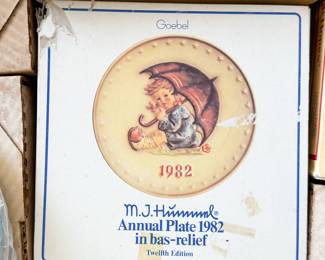 Goebel
1982
M.J.Hummel®
Annual Plate 1982
in bas-relief
Twelfth Edition